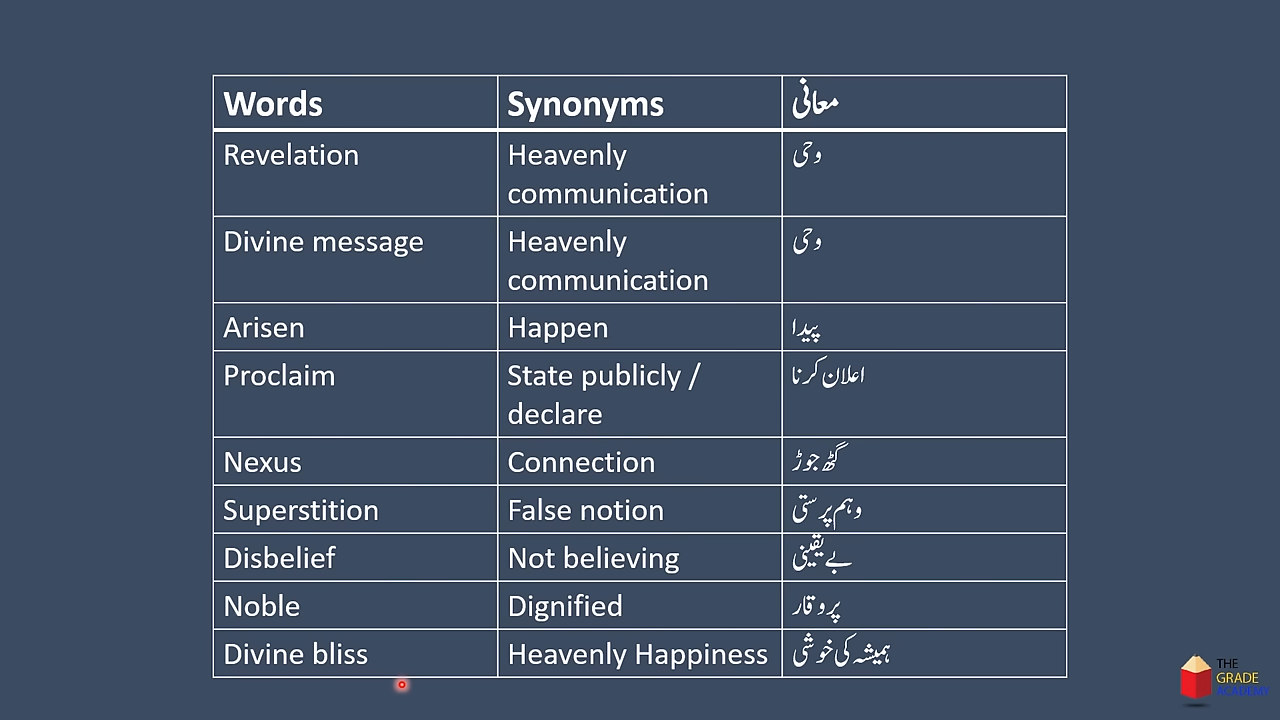 Words Synonyms معانی
Revelation Heavenly communication وحی
Divine message Heavenly communication وحی
Arisen Happen پیدا
Proclaim State publicly / declare اعلان کرنا
Nexus Connection گٹھ جوڑ
Superstition False notion وہم پرستی
Disbelief Not believing بے یقینی
Noble Dignified پروقار
Divine bliss Heavenly Happiness ہمیشہ کی خوشی
THE
GRADE
ACADEMY